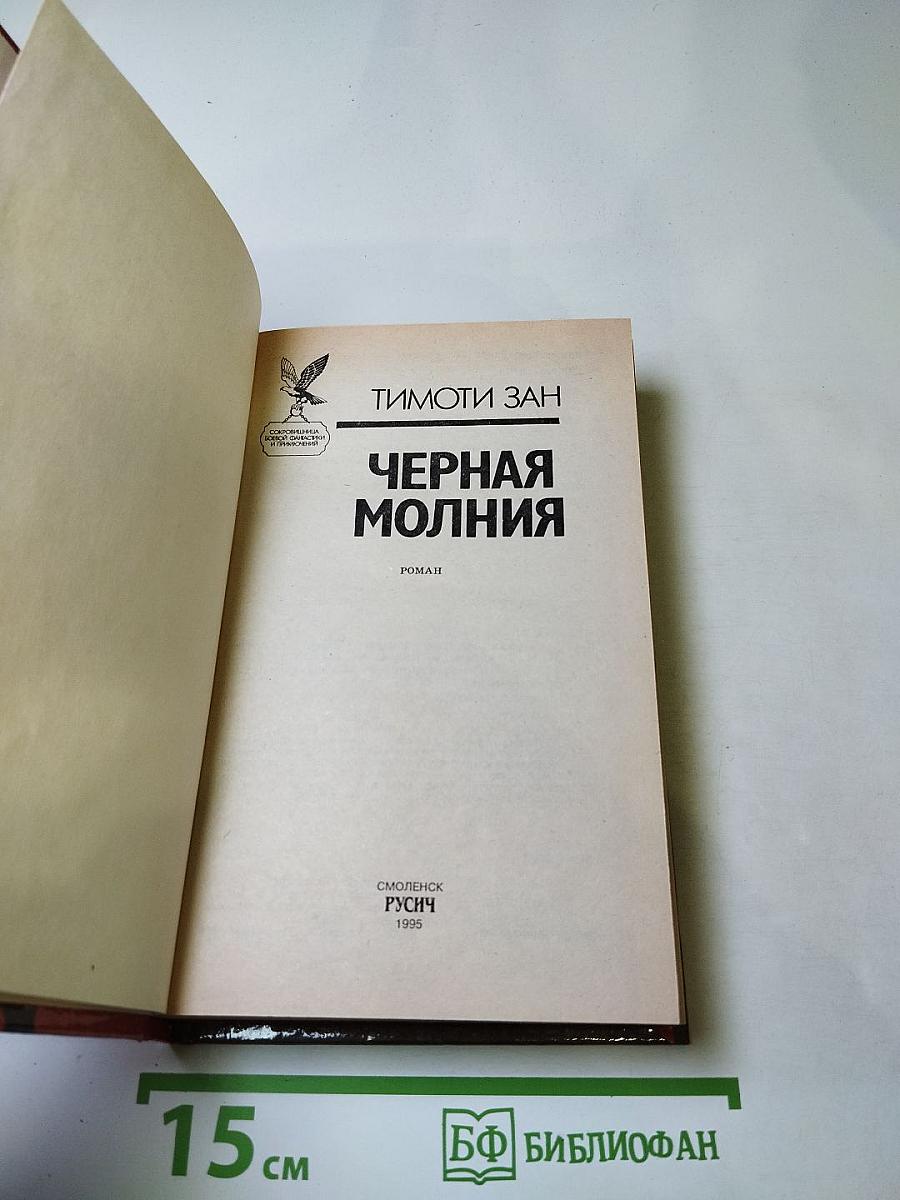 ТИМОТИ ЗАН
СОКРОВИЩНИЦА
БОЕВОЙ ФАНТАСТИКИ
И ПРИКЛЮЧЕНИЙ
ЧЕРНАЯ
МОЛНИЯ
РОМАН
СМОЛЕНСК
РУСИЧ
1995
15 см
БФ БИБЛИОФАН